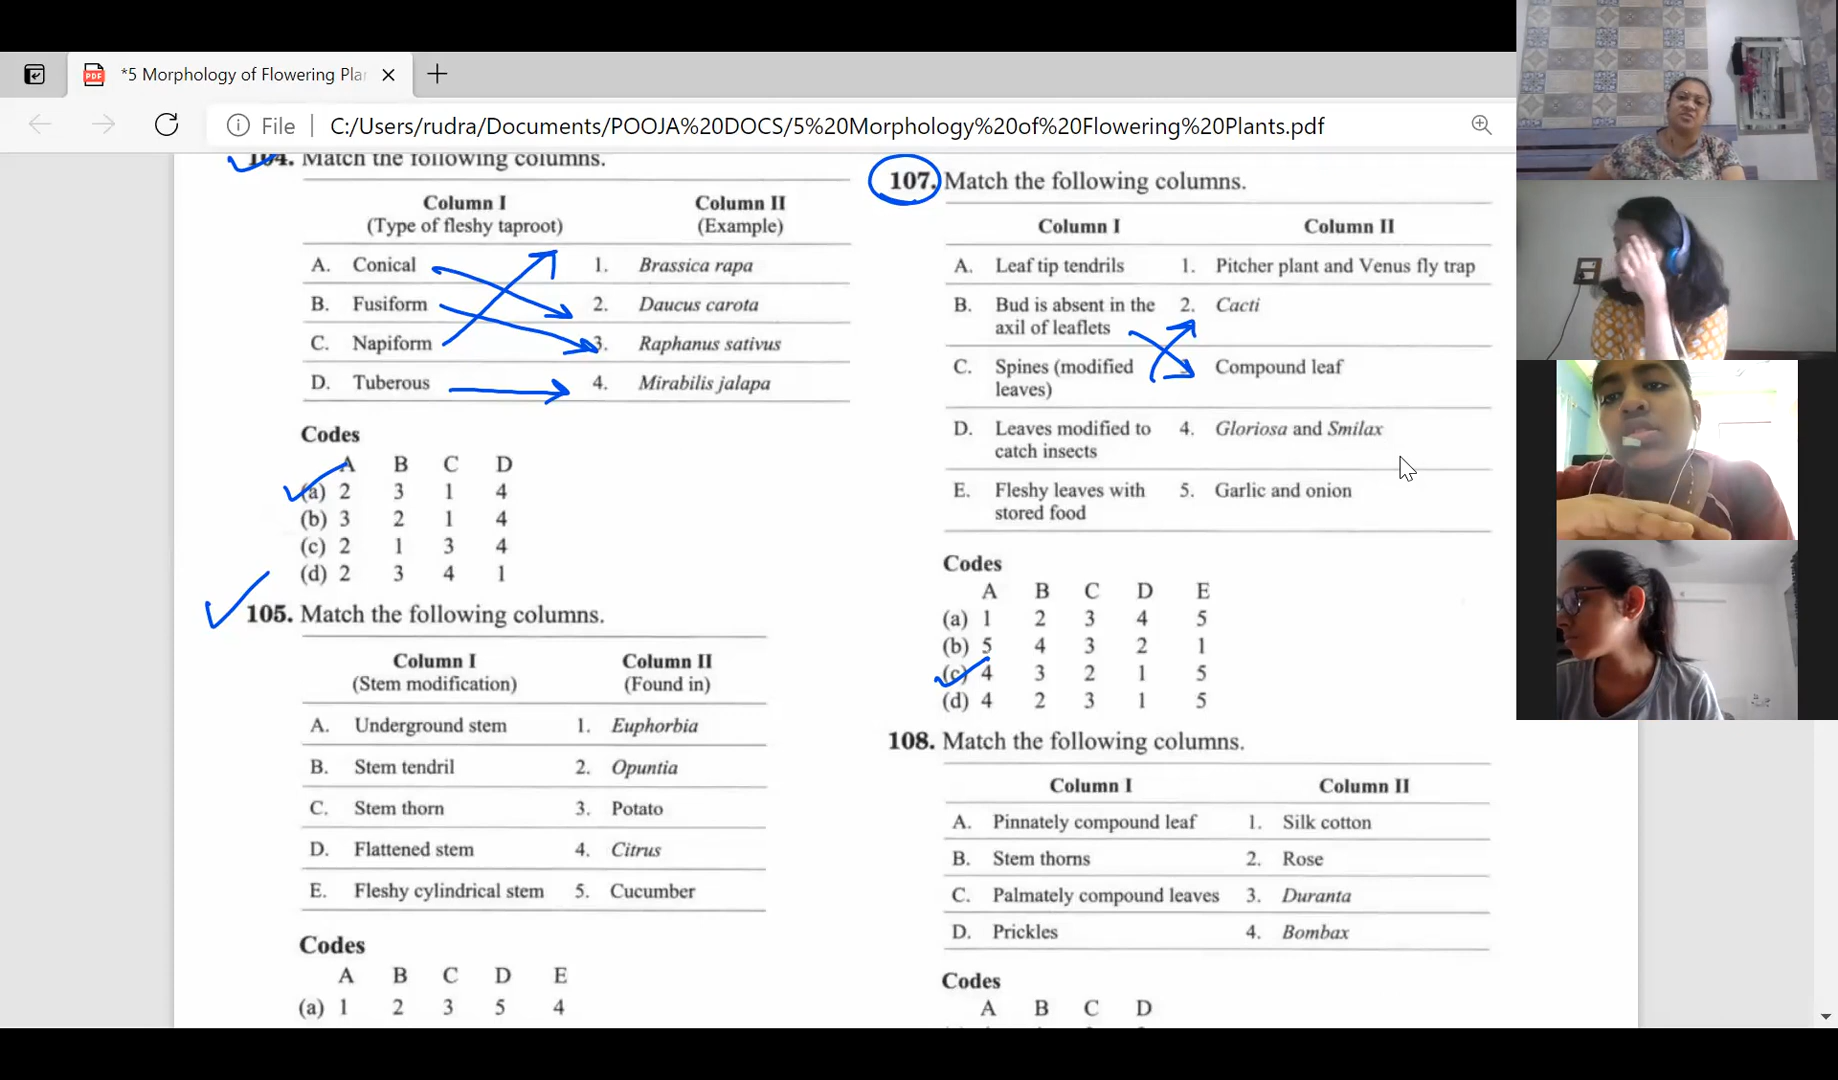 *5 Morphology of Flowering Pla
File | C:/Users/rudra/Documents/POOJA%20DOCS/5%20Morphology%20of%20Flowering%20Plants.pdf
104. Match the following columns.
Column I Column II
(Type of fleshy taproot) (Example)
A. Conical 1. Brassica rapa
B. Fusiform 2. Daucus carota
C. Napiform 3. Raphanus sativus
D. Tuberous 4. Mirabilis jalapa
Codes
A B C D
(a) 2 3 1 4
(b) 3 2 1 4
(c) 2 1 3 4
(d) 2 3 4 1
105. Match the following columns.
Column I Column II
(Stem modification) (Found in)
A. Underground stem 1. Euphorbia
B. Stem tendril 2. Opuntia
C. Stem thorn 3. Potato
D. Flattened stem 4. Citrus
E. Fleshy cylindrical stem 5. Cucumber
Codes
A B C D E
(a) 1 2 3 5 4
107. Match the following columns.
Column I Column II
A. Leaf tip tendrils 1. Pitcher plant and Venus fly trap
B. Bud is absent in the 2. Cacti
axil of leaflets
C. Spines (modified 3. Compound leaf
leaves)
D. Leaves modified to 4. Gloriosa and Smilax
catch insects
E. Fleshy leaves with 5. Garlic and onion
stored food
Codes
A B C D E
(a) 1 2 3 4 5
(b) 5 4 3 2 1
(c) 4 3 2 1 5
(d) 4 2 3 1 5
108. Match the following columns.
Column I Column II
A. Pinnately compound leaf 1. Silk cotton
B. Stem thorns 2. Rose
C. Palmately compound leaves 3. Duranta
D. Prickles 4. Bombax
Codes
A B C D